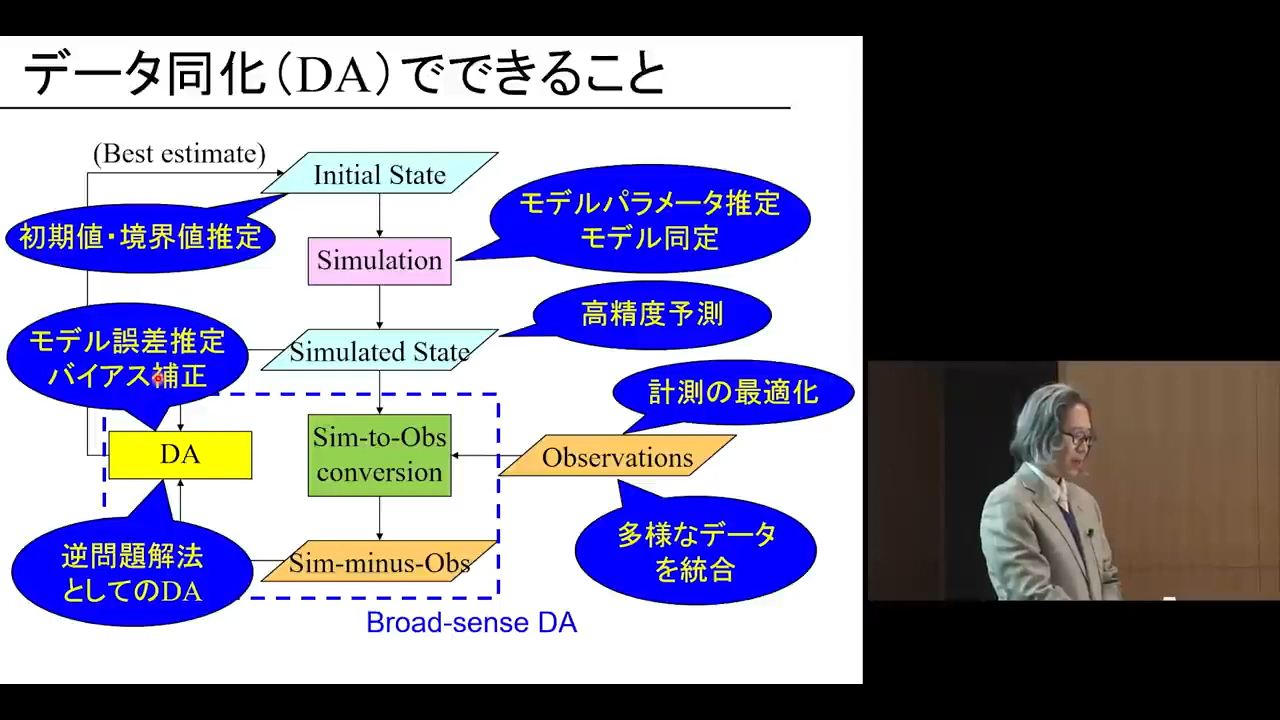 データ同化（DA）でできること
(Best estimate)
Initial State
モデルパラメータ推定
モデル同定
初期値・境界値推定
Simulation
高精度予測
モデル誤差推定
バイアス補正
Simulated State
計測の最適化
DA
Sim-to-Obs
conversion
Observations
多様なデータ
を統合
逆問題解法
としてのDA
Sim-minus-Obs
Broad-sense DA